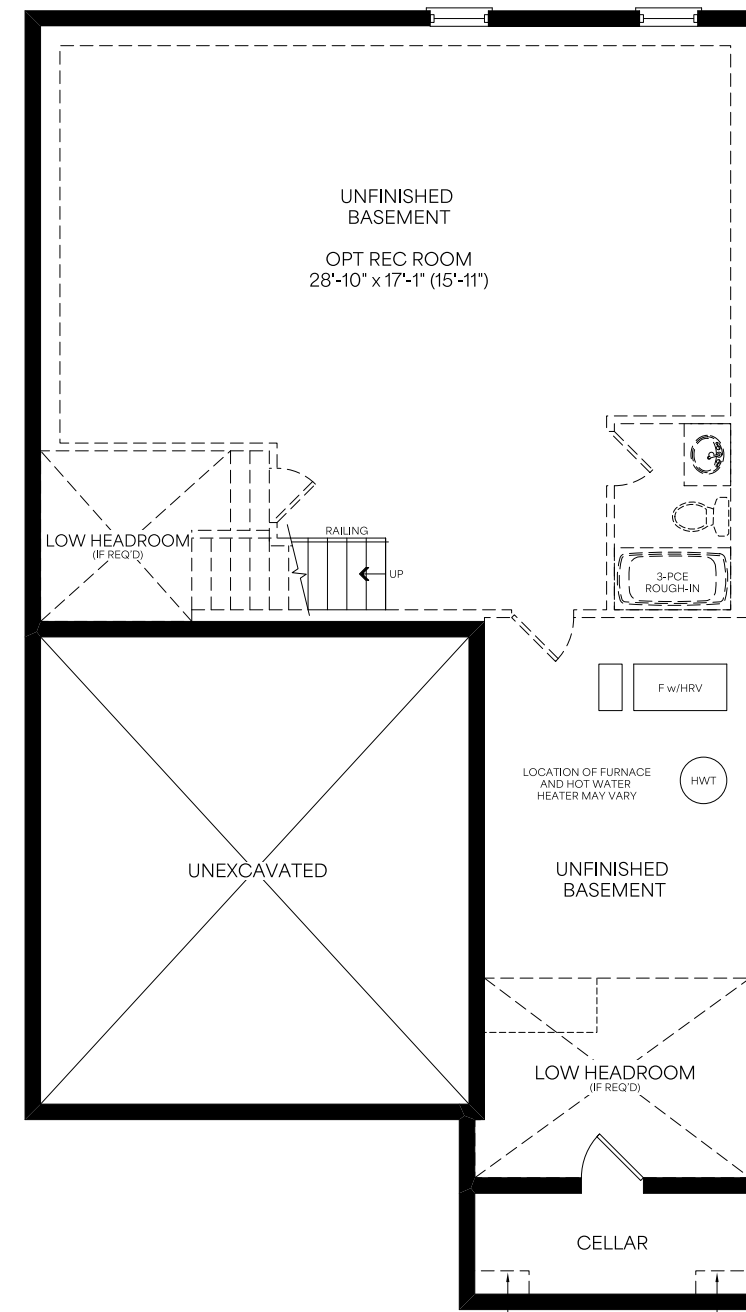 UNFINISHED
BASEMENT
OPT REC ROOM
28'-10" x 17'-1" (15'-11")
LOW HEADROOM
(IF REQ'D)
RAILING
UP
3-PCE
ROUGH-IN
F w/HRV
LOCATION OF FURNACE
AND HOT WATER
HEATER MAY VARY
HWT
UNEXCAVATED
UNFINISHED
BASEMENT
LOW HEADROOM
(IF REQ'D)
CELLAR